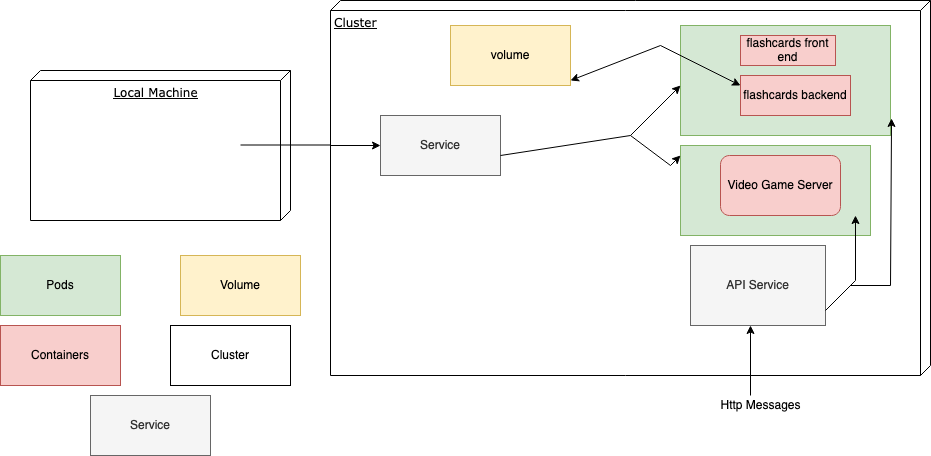 Cluster
volume
flashcards front
end
flashcards backend
Local Machine
Service
Video Game Server
Pods
Volume
API Service
Containers
Cluster
Http Messages
Service